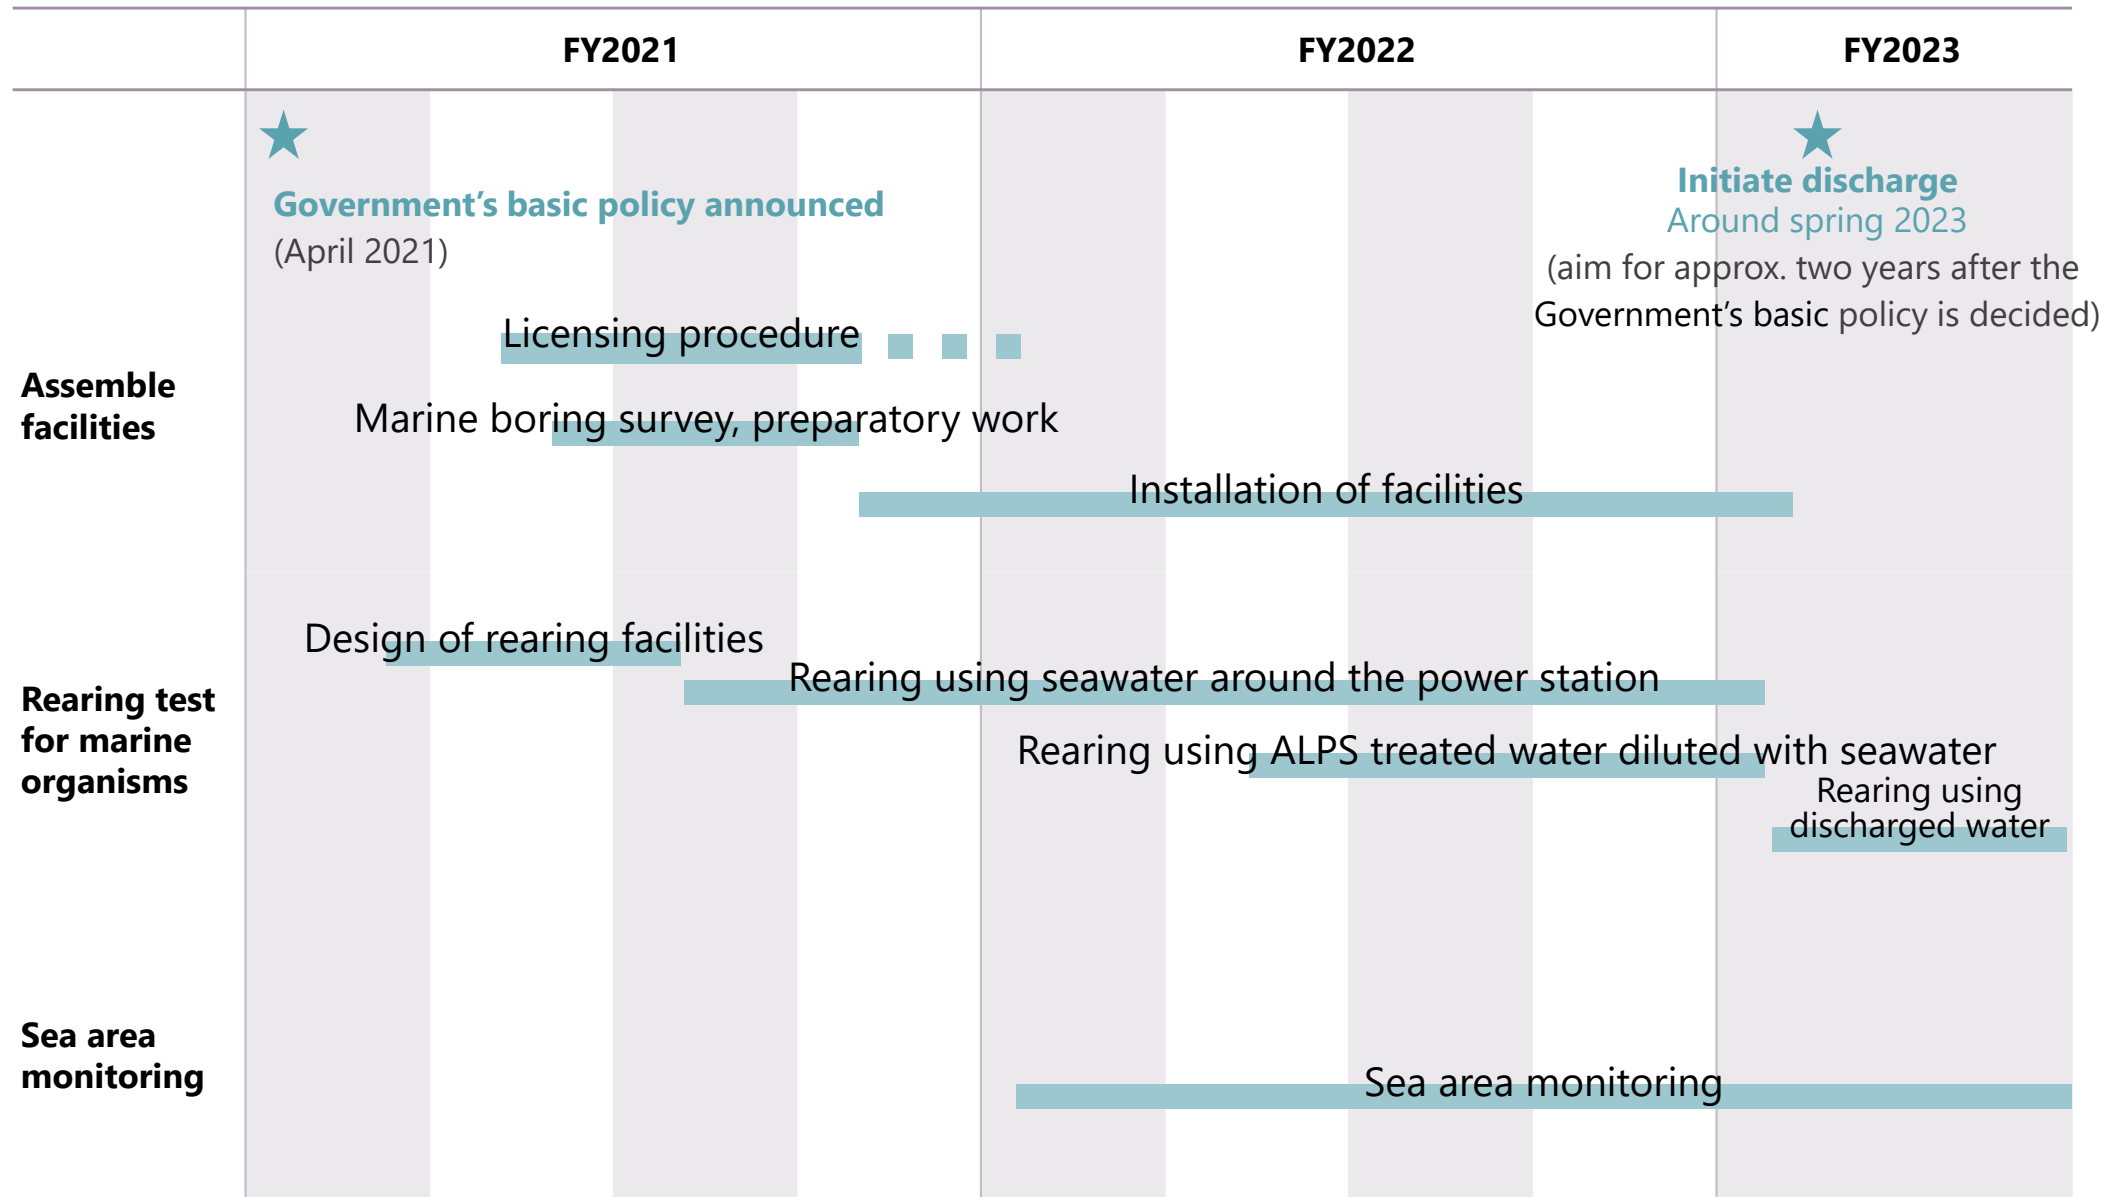 FY2021
FY2022
FY2023
Government’s basic policy announced
(April 2021)
Initiate discharge
Around spring 2023
(aim for approx. two years after the
Government’s basic policy is decided)
Assemble
facilities
Licensing procedure
Marine boring survey, preparatory work
Installation of facilities
Rearing test
for marine
organisms
Design of rearing facilities
Rearing using seawater around the power station
Rearing using ALPS treated water diluted with seawater
Rearing using
discharged water
Sea area
monitoring
Sea area monitoring